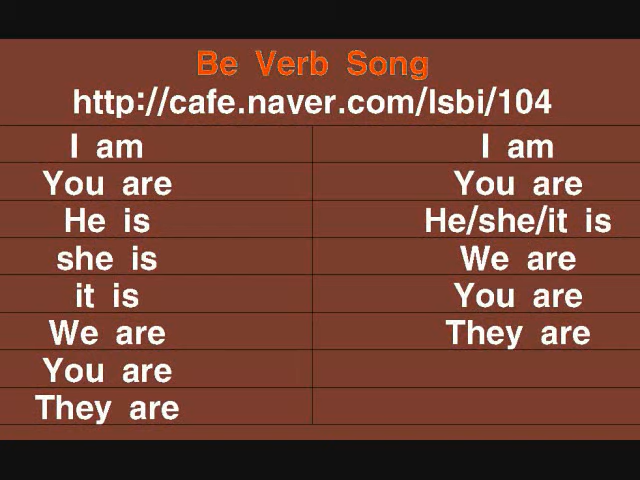 Be Verb Song
http://cafe.naver.com/lsbi/104
I am I am
You are You are
He is He/she/it is
she is We are
it is You are
We are They are
You are
They are